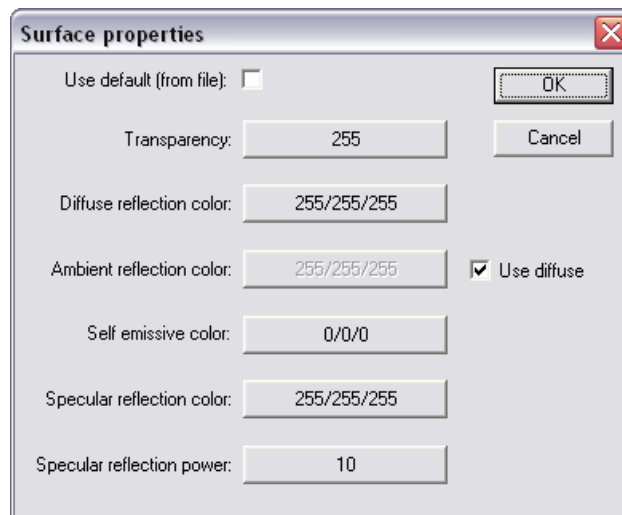 Surface properties
Use default (from file):
OK
Transparency: 255
Cancel
Diffuse reflection color: 255/255/255
Ambient reflection color: 255/255/255 Use diffuse
Self emissive color: 0/0/0
Specular reflection color: 255/255/255
Specular reflection power: 10